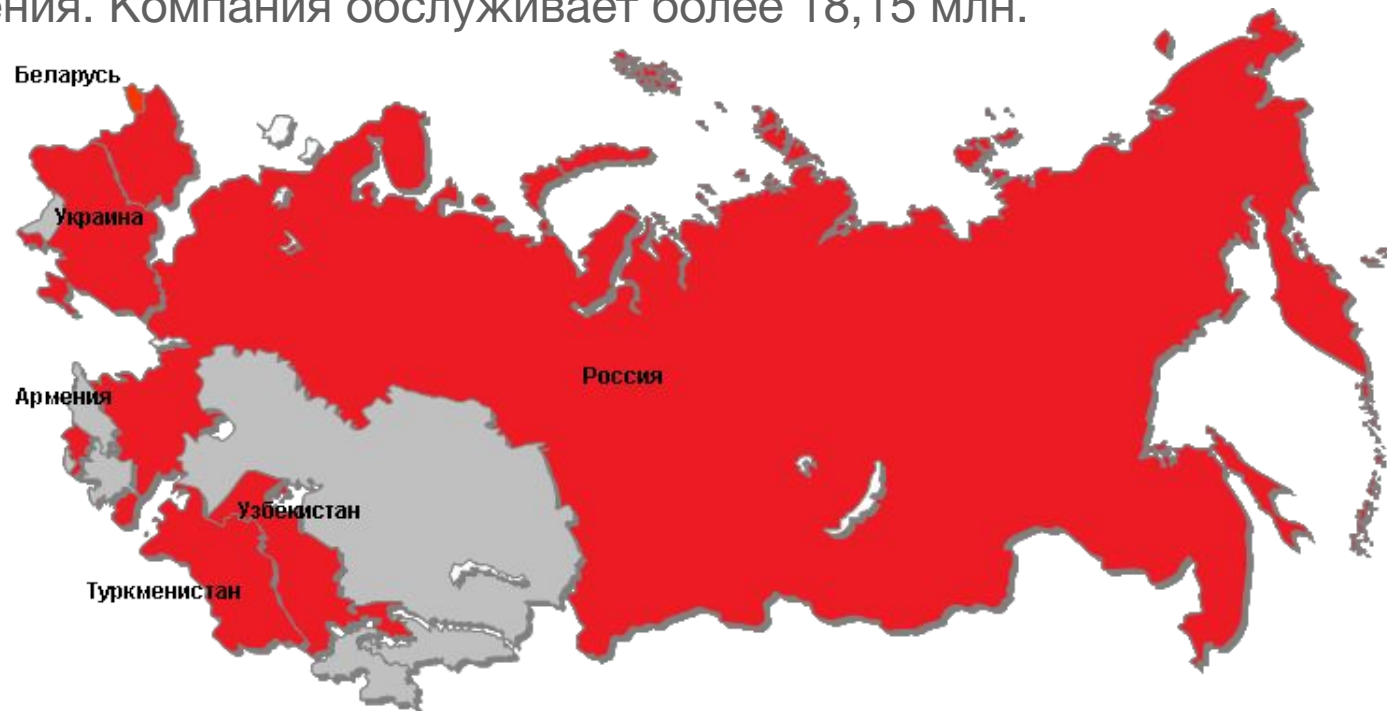 ения. Компания обслуживает более 18,15 млн.
Беларусь
Украина
Армения
Россия
Узбекистан
Туркменистан